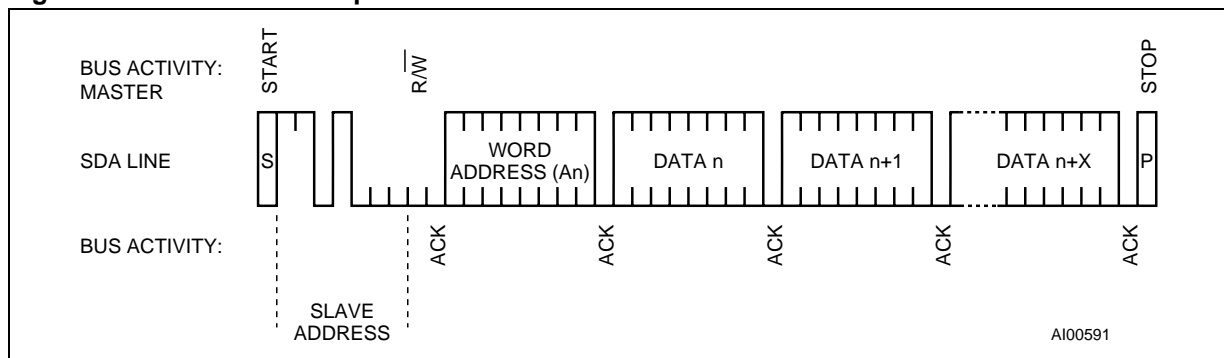 BUS ACTIVITY:
MASTER
START
R/W
STOP
SDA LINE
S
WORD
ADDRESS (An)
DATA n
DATA n+1
DATA n+X
P
BUS ACTIVITY:
ACK
ACK
ACK
ACK
ACK
SLAVE
ADDRESS
AI00591